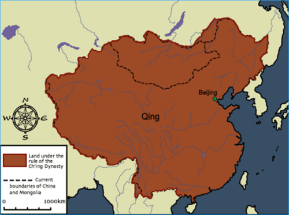 Beijing
Qing
N
W
E
S
Land under the
rule of the
Ch'ing Dynasty
Current
boundaries of China
and Mongolia
0
1000km